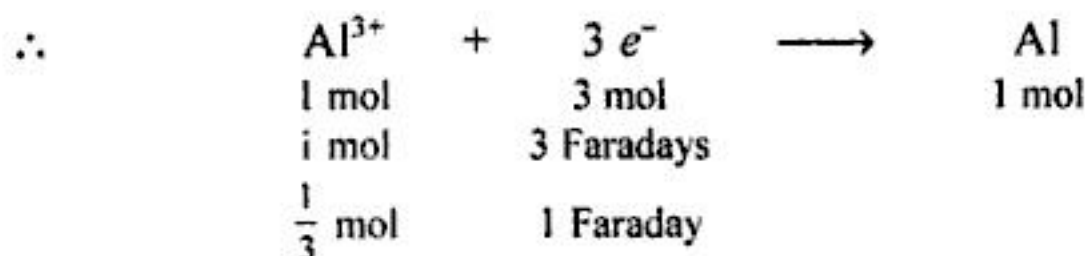 ∴ Al³⁺ + 3 e⁻ ⟶ Al
1 mol 3 mol 1 mol
i mol 3 Faradays
1/3 mol 1 Faraday